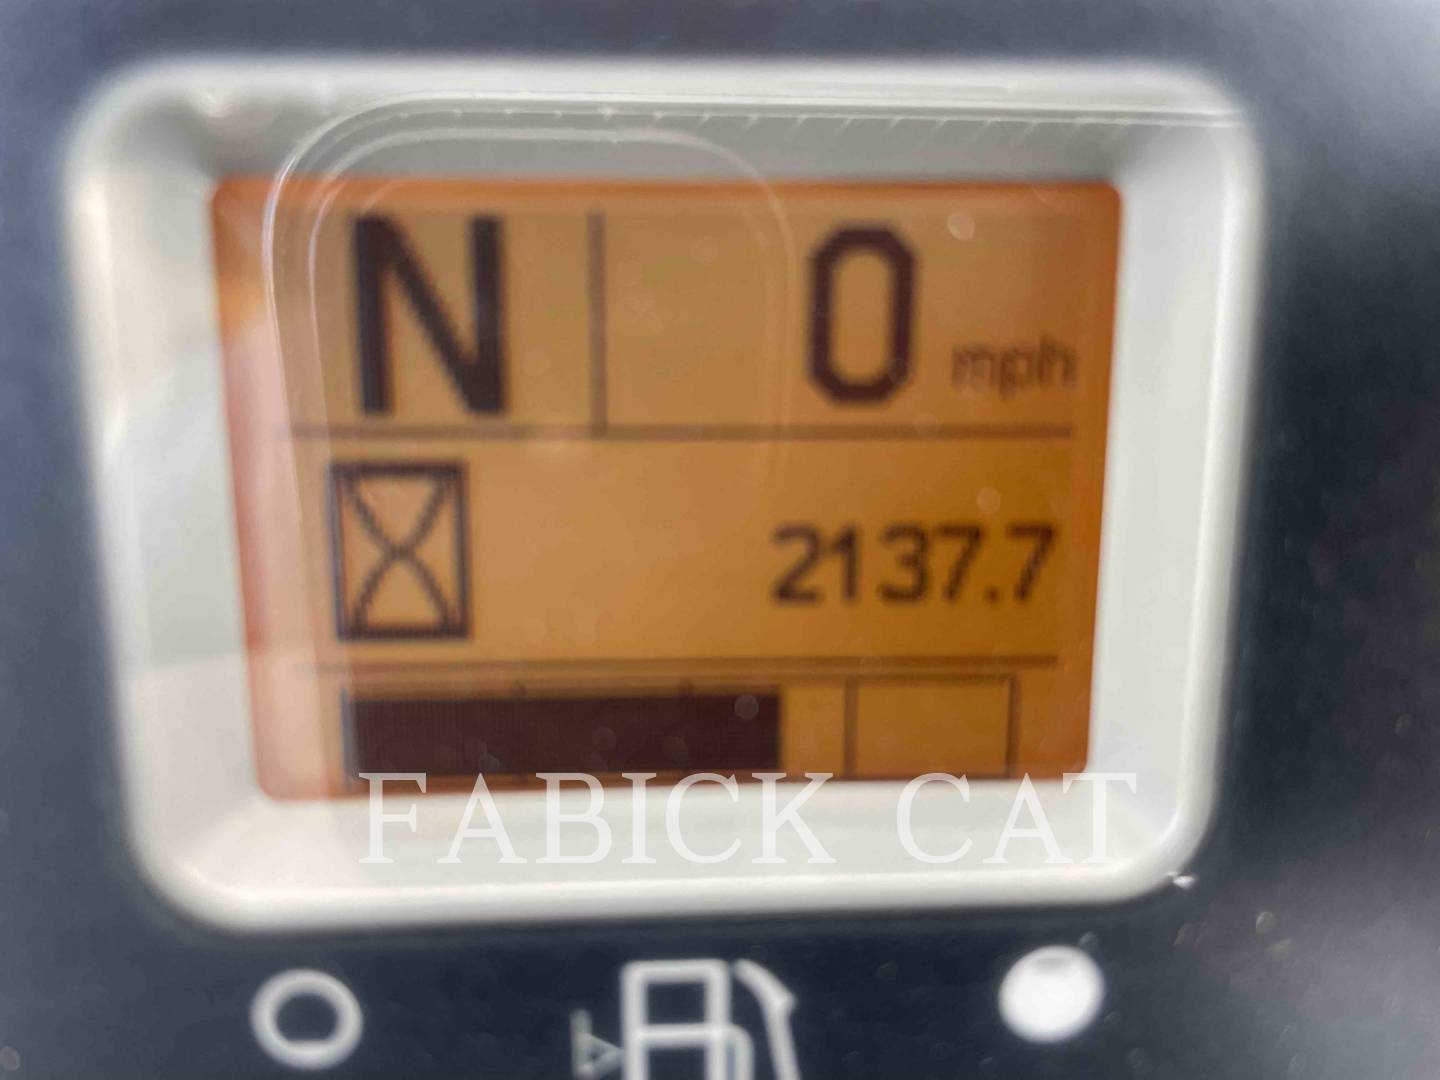 N 0 mph
2137.7
FABICK CAT